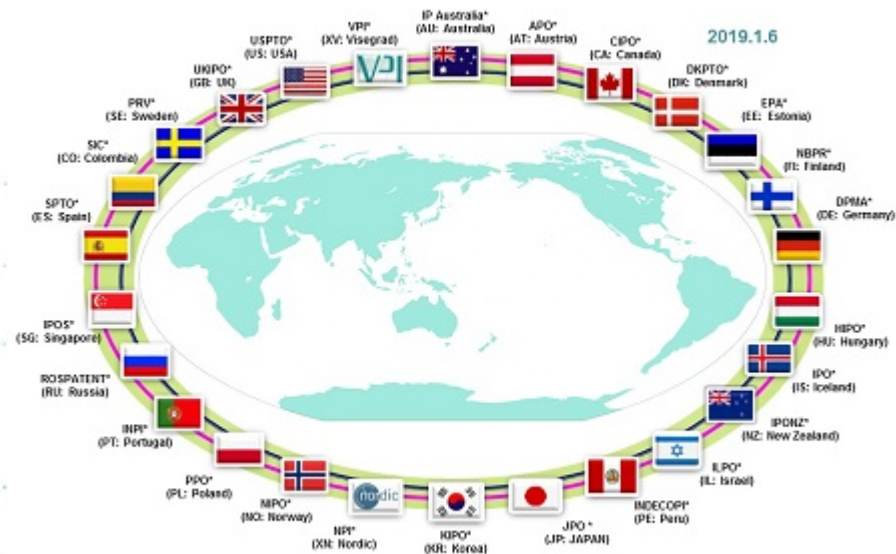 IP Australia*
(AU: Australia)
APO*
(AT: Austria)
CIPO*
(CA: Canada)
2019.1.6
DKPTO*
(DK: Denmark)
EPA*
(EE: Estonia)
NBPR*
(FI: Finland)
DPMA*
(DE: Germany)
HIPO*
(HU: Hungary)
IPO*
(IS: Iceland)
IPONZ*
(NZ: New Zealand)
ILPO*
(IL: Israel)
INDECOPI*
(PE: Peru)
JPO *
(JP: JAPAN)
KIPO*
(KR: Korea)
NPI*
(XN: Nordic)
nordic
NIPO*
(NO: Norway)
PPO*
(PL: Poland)
INPI*
(PT: Portugal)
ROSPATENT*
(RU: Russia)
IPOS*
(SG: Singapore)
SPTO*
(ES: Spain)
SIC*
(CO: Colombia)
PRV*
(SE: Sweden)
UKIPO*
(GB: UK)
USPTO*
(US: USA)
VPI*
(XV: Visegrad)
VPI